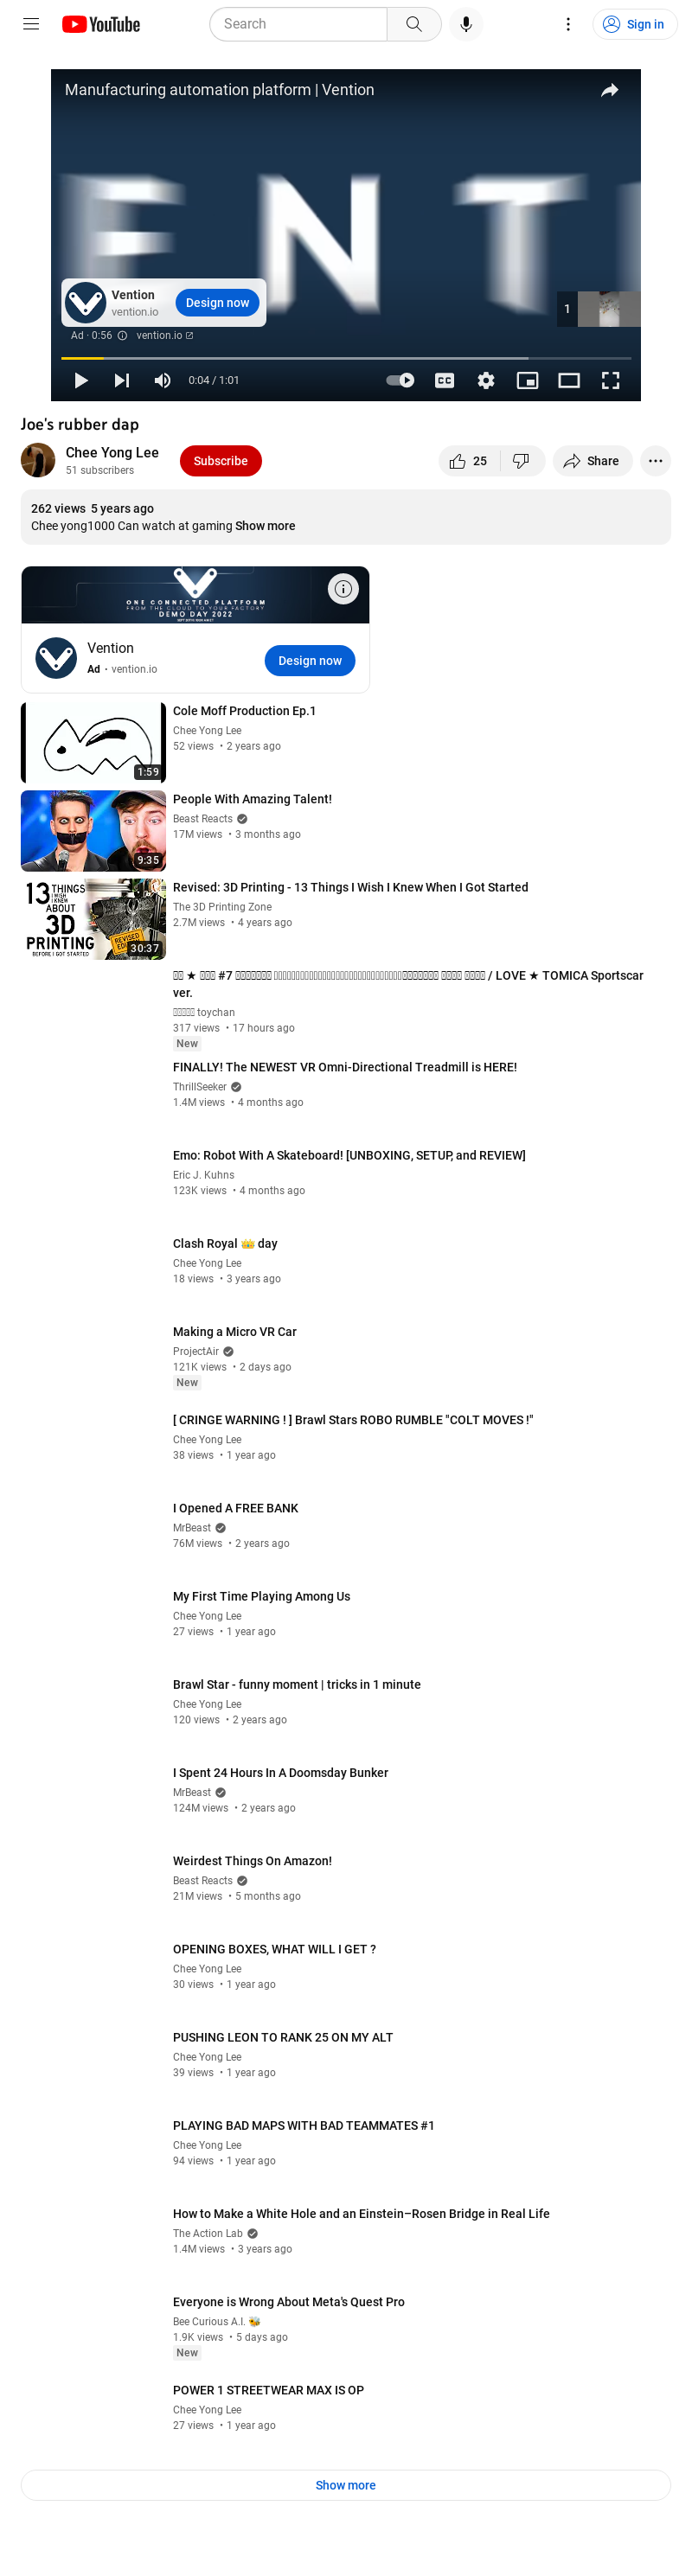 YouTube
Search
Sign in
Manufacturing automation platform | Vention
ENT
Vention
vention.io
Design now
1
Ad · 0:56
vention.io
0:04 / 1:01
CC
Joe's rubber dap
Chee Yong Lee
51 subscribers
Subscribe
25
Share
262 views 5 years ago
Chee yong1000 Can watch at gaming Show more
ONE CONNECTED PLATFORM
FROM THE CLOUD TO YOUR FACTORY
DEMO DAY 2022
Vention
Ad • vention.io
Design now
1:59
Cole Moff Production Ep.1
Chee Yong Lee
52 views • 2 years ago
9:35
People With Amazing Talent!
Beast Reacts
17M views • 3 months ago
13 THINGS
I WISH I KNEW
ABOUT
3D
PRINTING
BEFORE I GOT STARTED
REVISED EDITION
30:37
Revised: 3D Printing - 13 Things I Wish I Knew When I Got Started
The 3D Printing Zone
2.7M views • 4 years ago
★ #7 / LOVE ★ TOMICA Sportscar
ver.
toychan
317 views • 17 hours ago
New
FINALLY! The NEWEST VR Omni-Directional Treadmill is HERE!
ThrillSeeker
1.4M views • 4 months ago
Emo: Robot With A Skateboard! [UNBOXING, SETUP, and REVIEW]
Eric J. Kuhns
123K views • 4 months ago
Clash Royal 👑 day
Chee Yong Lee
18 views • 3 years ago
Making a Micro VR Car
ProjectAir
121K views • 2 days ago
New
[ CRINGE WARNING ! ] Brawl Stars ROBO RUMBLE "COLT MOVES !"
Chee Yong Lee
38 views • 1 year ago
I Opened A FREE BANK
MrBeast
76M views • 2 years ago
My First Time Playing Among Us
Chee Yong Lee
27 views • 1 year ago
Brawl Star - funny moment | tricks in 1 minute
Chee Yong Lee
120 views • 2 years ago
I Spent 24 Hours In A Doomsday Bunker
MrBeast
124M views • 2 years ago
Weirdest Things On Amazon!
Beast Reacts
21M views • 5 months ago
OPENING BOXES, WHAT WILL I GET ?
Chee Yong Lee
30 views • 1 year ago
PUSHING LEON TO RANK 25 ON MY ALT
Chee Yong Lee
39 views • 1 year ago
PLAYING BAD MAPS WITH BAD TEAMMATES #1
Chee Yong Lee
94 views • 1 year ago
How to Make a White Hole and an Einstein–Rosen Bridge in Real Life
The Action Lab
1.4M views • 3 years ago
Everyone is Wrong About Meta's Quest Pro
Bee Curious A.I. 🐝
1.9K views • 5 days ago
New
POWER 1 STREETWEAR MAX IS OP
Chee Yong Lee
27 views • 1 year ago
Show more